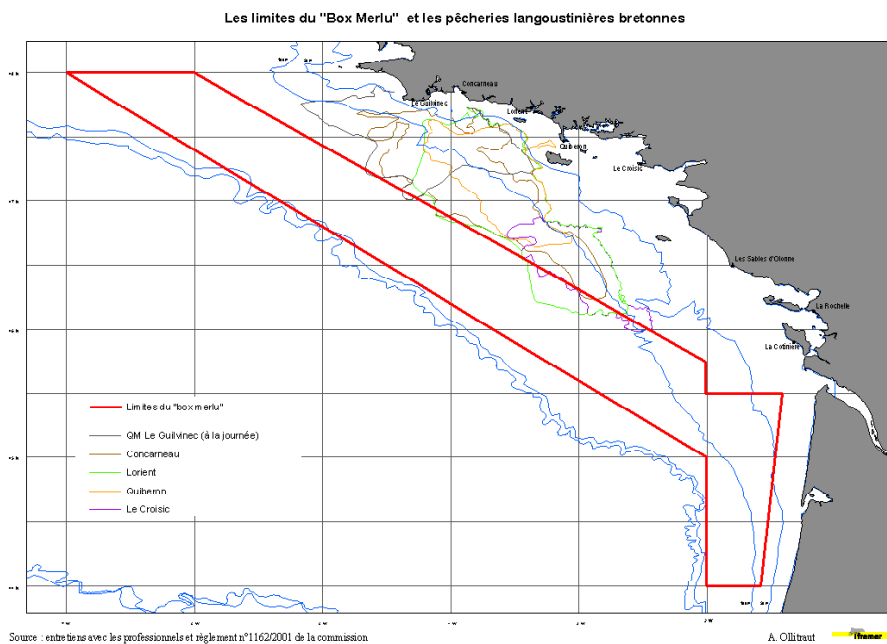 Les limites du "Box Merlu" et les pêcheries langoustinières bretonnes
Concarneau
Le Guilvinec
Lorient
Quiberon
Le Croisic
Les Sables d'Olonne
La Rochelle
La Cotinière
Limites du "box merlu"
QM Le Guilvinec (à la journée)
Concarneau
Lorient
Quiberon
Le Croisic
Source : entretiens avec les professionnels et règlement n°1162/2001 de la commission
A. Ollitraut
Ifremer